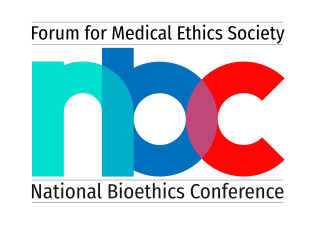 Forum for Medical Ethics Society
nbc
National Bioethics Conference